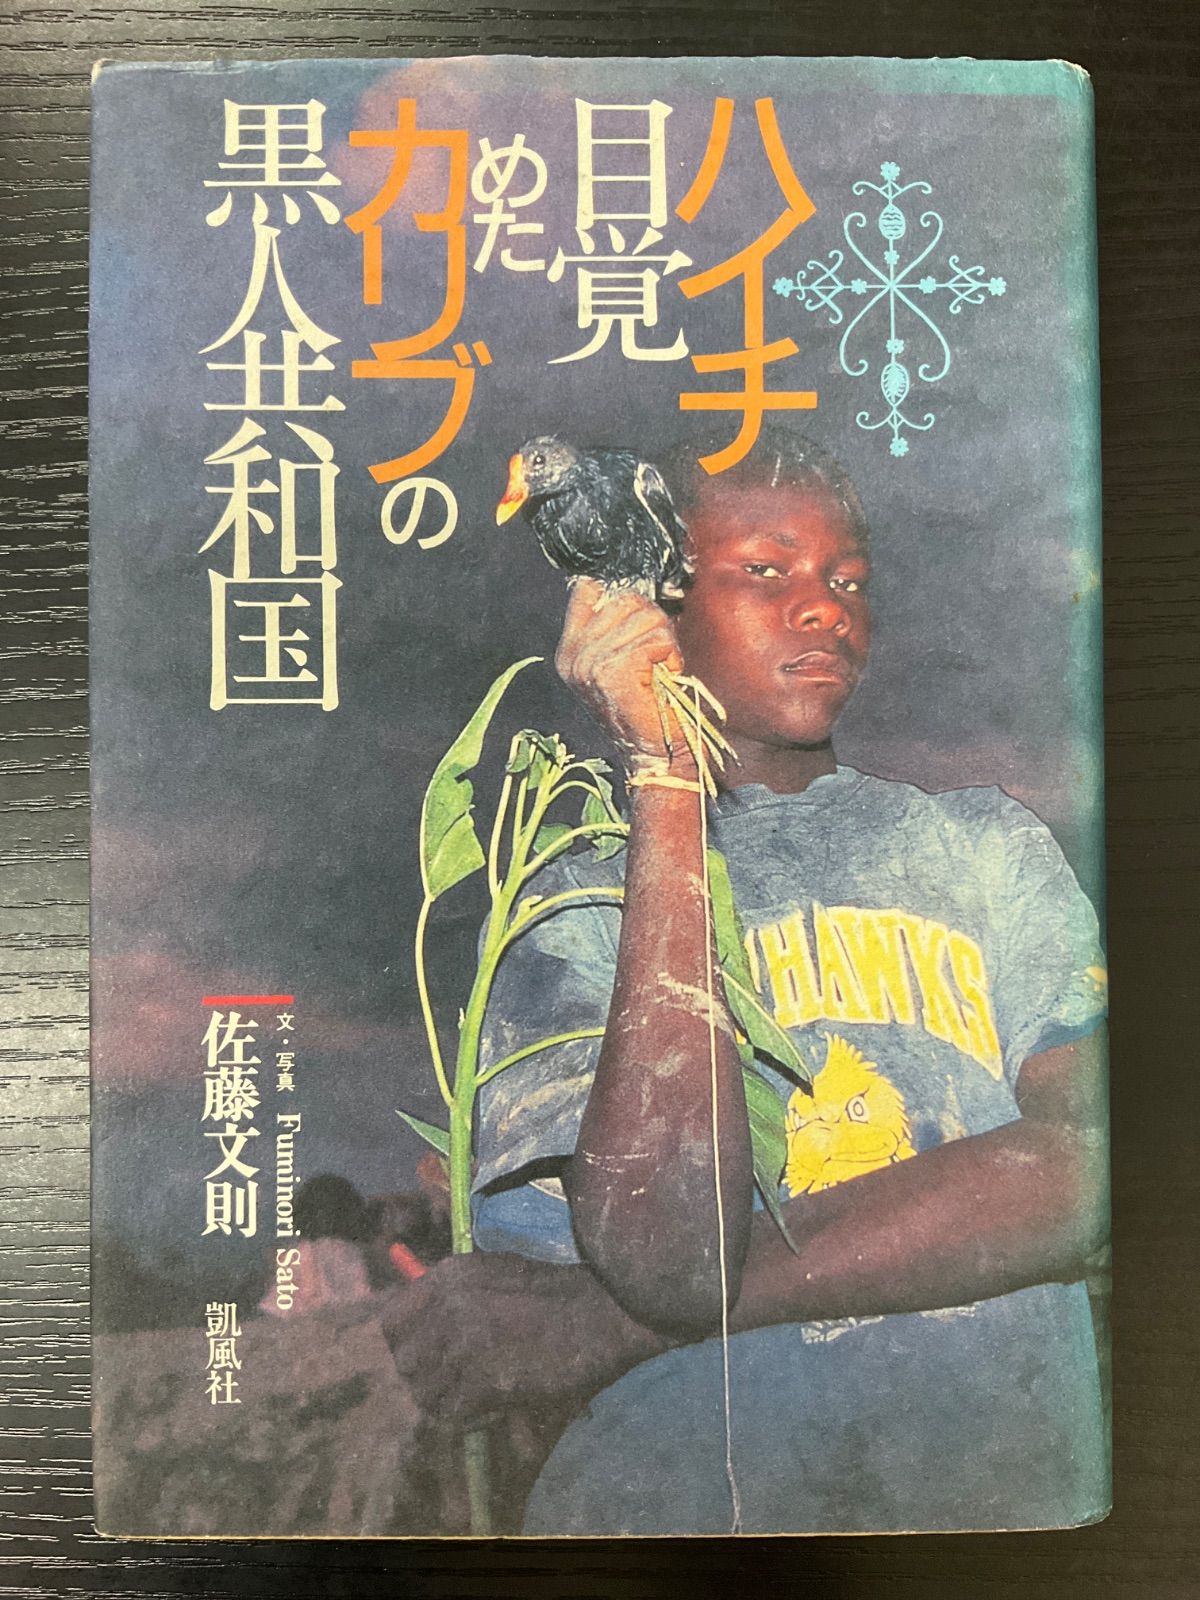 ハイチ
目覚めた
カリブの
黒人共和国
HAWKS
文・写真 Fuminori Sato
佐藤文則
凱風社